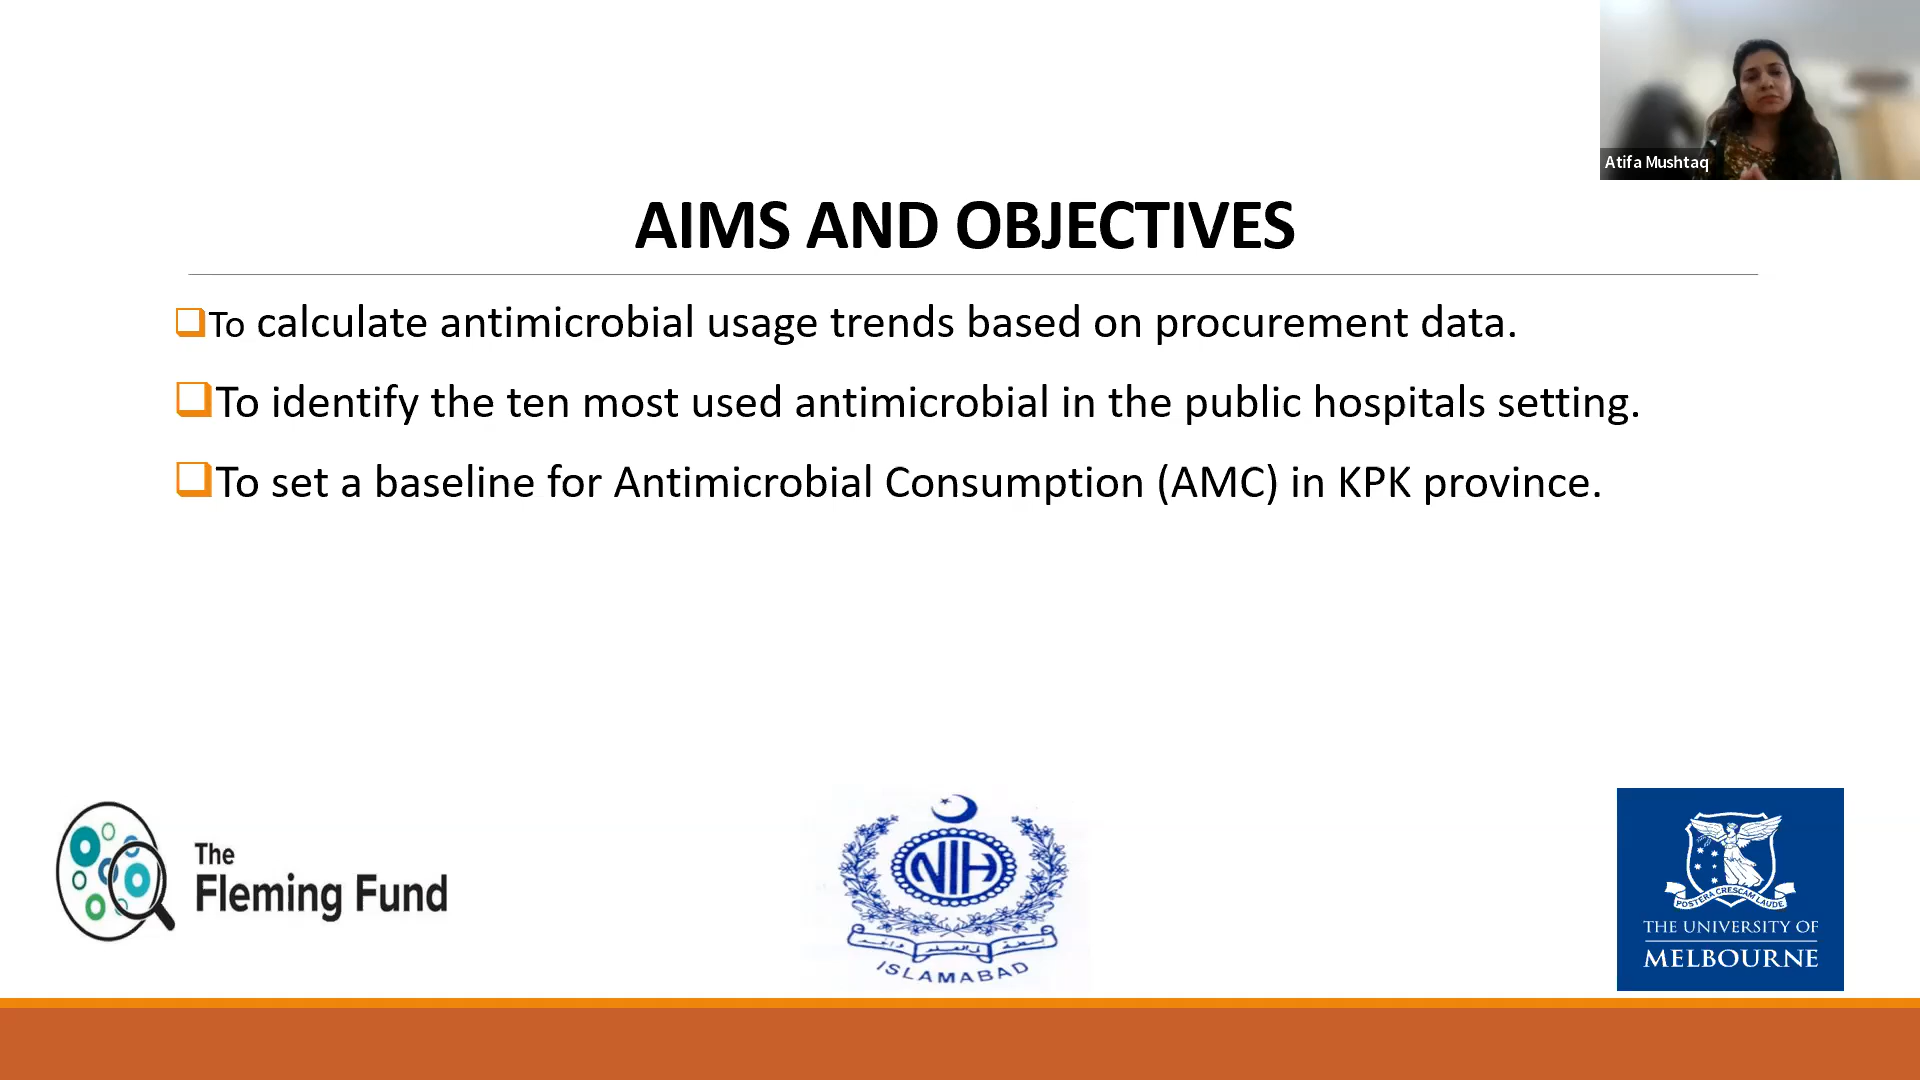 Atifa Mushtaq
AIMS AND OBJECTIVES
To calculate antimicrobial usage trends based on procurement data.
To identify the ten most used antimicrobial in the public hospitals setting.
To set a baseline for Antimicrobial Consumption (AMC) in KPK province.
The
Fleming Fund
NIH
ISLAMABAD
POSTERA CRESCAM LAUDE
THE UNIVERSITY OF
MELBOURNE